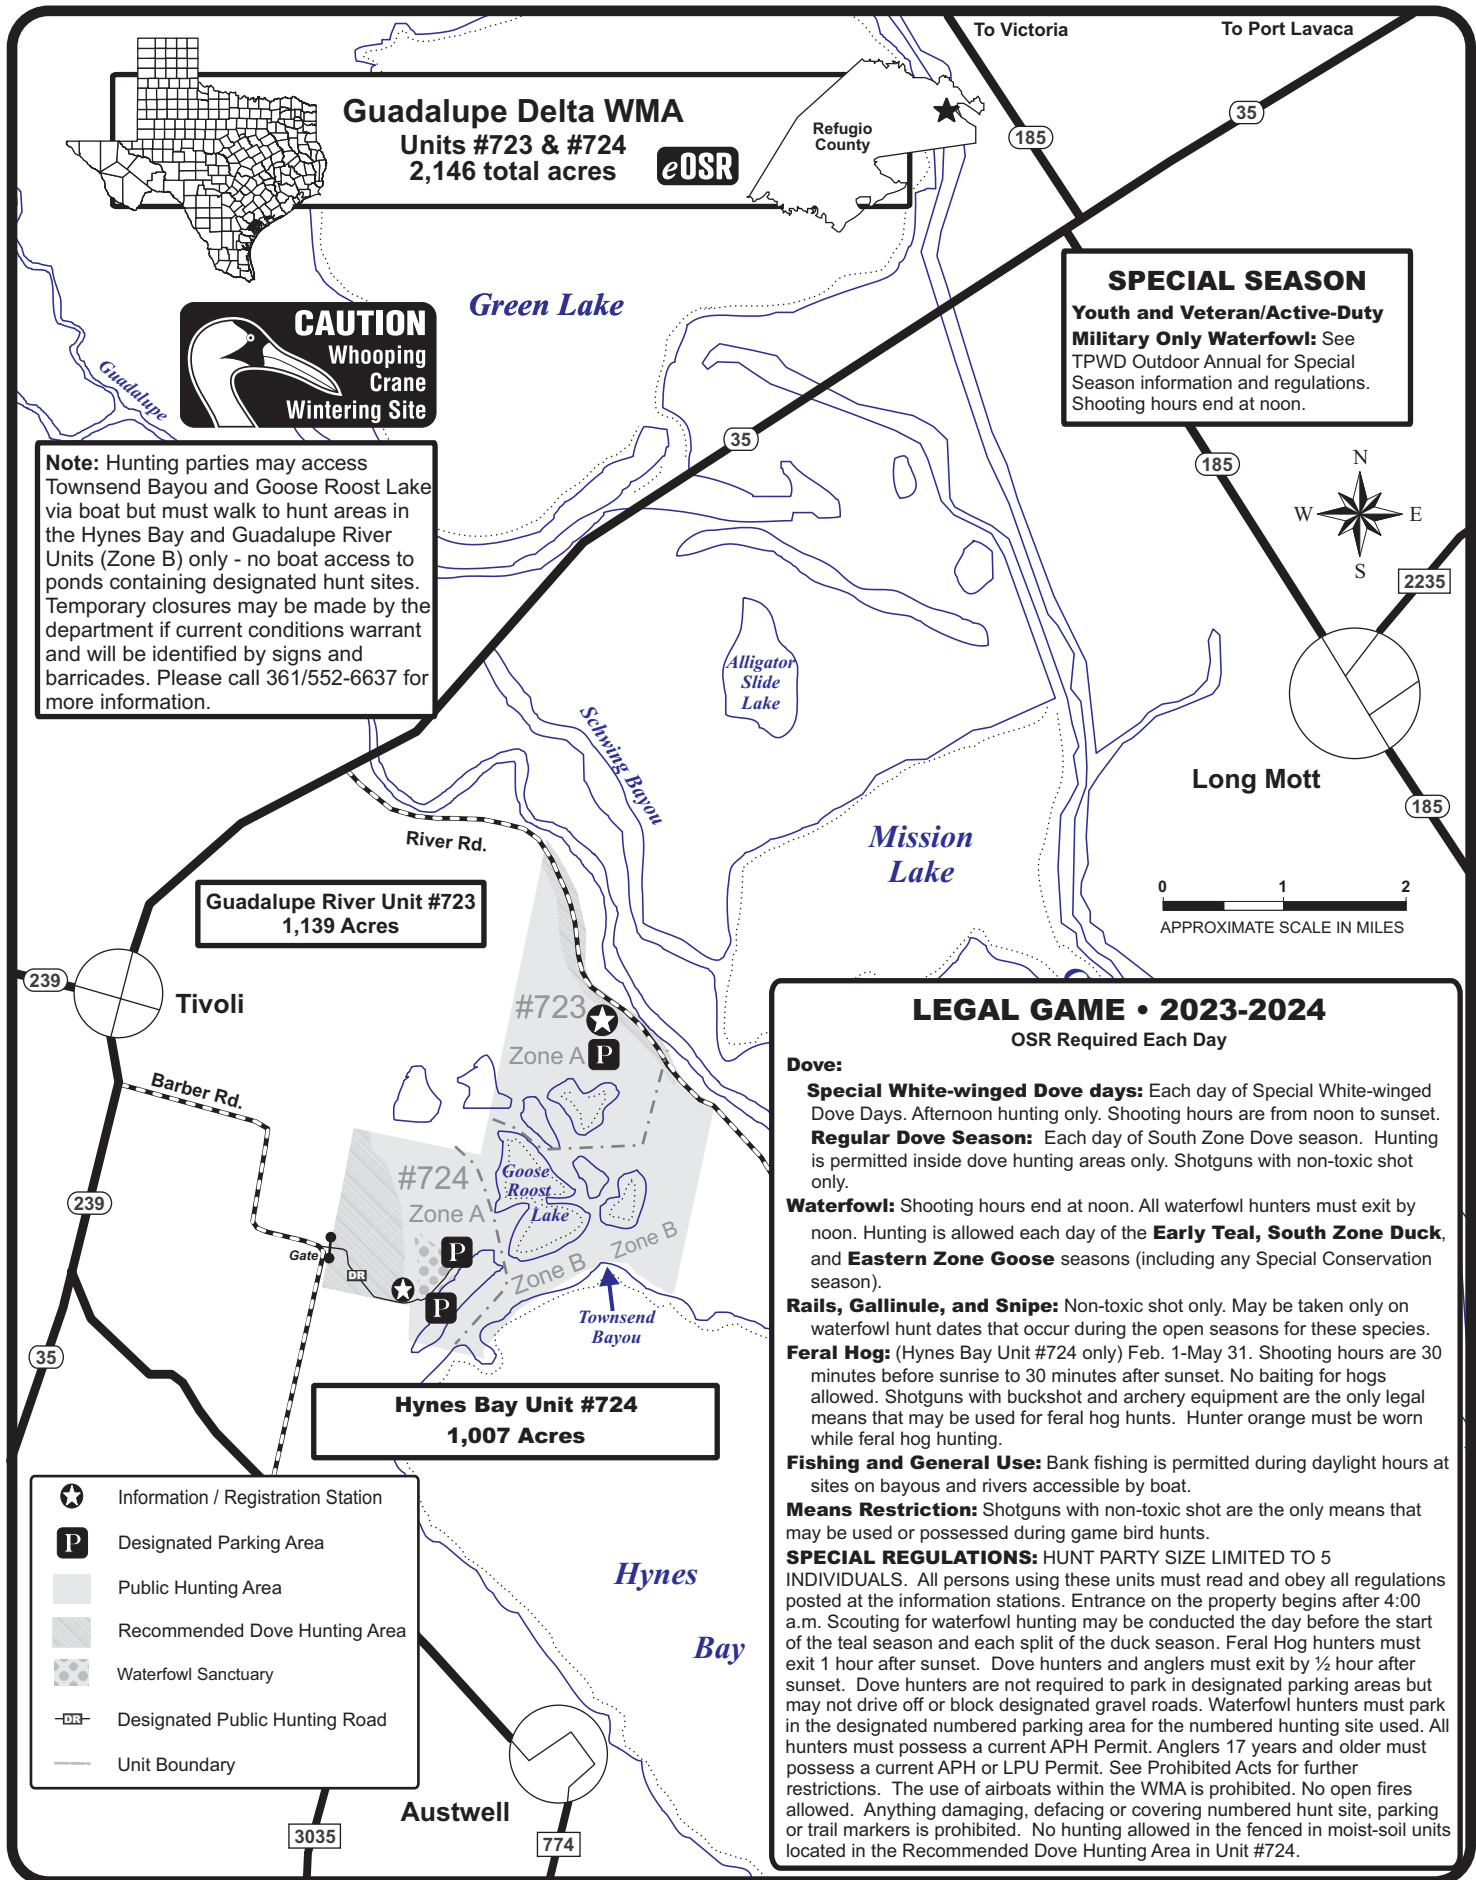 To Victoria
To Port Lavaca
Guadalupe Delta WMA
Units #723 & #724
2,146 total acres
eOSR
Refugio
County
185
35
SPECIAL SEASON
Youth and Veteran/Active-Duty
Military Only Waterfowl: See
TPWD Outdoor Annual for Special
Season information and regulations.
Shooting hours end at noon.
Green Lake
CAUTION
Whooping
Crane
Wintering Site
Guadalupe
35
185
N
W
E
S
2235
Note: Hunting parties may access
Townsend Bayou and Goose Roost Lake
via boat but must walk to hunt areas in
the Hynes Bay and Guadalupe River
Units (Zone B) only - no boat access to
ponds containing designated hunt sites.
Temporary closures may be made by the
department if current conditions warrant
and will be identified by signs and
barricades. Please call 361/552-6637 for
more information.
Alligator
Slide
Lake
Schwing Bayou
Long Mott
185
River Rd.
Mission
Lake
0 1 2
APPROXIMATE SCALE IN MILES
Guadalupe River Unit #723
1,139 Acres
239
Tivoli
#723
Zone A
P
Barber Rd.
239
#724
Zone A
Goose
Roost
Lake
Zone B
Zone B
Gate
DR
P
P
Townsend
Bayou
35
Hynes Bay Unit #724
1,007 Acres
LEGAL GAME • 2023-2024
OSR Required Each Day
Dove:
Special White-winged Dove days: Each day of Special White-winged
Dove Days. Afternoon hunting only. Shooting hours are from noon to sunset.
Regular Dove Season: Each day of South Zone Dove season. Hunting
is permitted inside dove hunting areas only. Shotguns with non-toxic shot
only.
Waterfowl: Shooting hours end at noon. All waterfowl hunters must exit by
noon. Hunting is allowed each day of the Early Teal, South Zone Duck,
and Eastern Zone Goose seasons (including any Special Conservation
season).
Rails, Gallinule, and Snipe: Non-toxic shot only. May be taken only on
waterfowl hunt dates that occur during the open seasons for these species.
Feral Hog: (Hynes Bay Unit #724 only) Feb. 1-May 31. Shooting hours are 30
minutes before sunrise to 30 minutes after sunset. No baiting for hogs
allowed. Shotguns with buckshot and archery equipment are the only legal
means that may be used for feral hog hunts. Hunter orange must be worn
while feral hog hunting.
Fishing and General Use: Bank fishing is permitted during daylight hours at
sites on bayous and rivers accessible by boat.
Means Restriction: Shotguns with non-toxic shot are the only means that
may be used or possessed during game bird hunts.
SPECIAL REGULATIONS: HUNT PARTY SIZE LIMITED TO 5
INDIVIDUALS. All persons using these units must read and obey all regulations
posted at the information stations. Entrance on the property begins after 4:00
a.m. Scouting for waterfowl hunting may be conducted the day before the start
of the teal season and each split of the duck season. Feral Hog hunters must
exit 1 hour after sunset. Dove hunters and anglers must exit by ½ hour after
sunset. Dove hunters are not required to park in designated parking areas but
may not drive off or block designated gravel roads. Waterfowl hunters must park
in the designated numbered parking area for the numbered hunting site used. All
hunters must possess a current APH Permit. Anglers 17 years and older must
possess a current APH or LPU Permit. See Prohibited Acts for further
restrictions. The use of airboats within the WMA is prohibited. No open fires
allowed. Anything damaging, defacing or covering numbered hunt site, parking
or trail markers is prohibited. No hunting allowed in the fenced in moist-soil units
located in the Recommended Dove Hunting Area in Unit #724.
Information / Registration Station
P Designated Parking Area
Public Hunting Area
Recommended Dove Hunting Area
Waterfowl Sanctuary
DR Designated Public Hunting Road
Unit Boundary
Hynes
Bay
Austwell
3035
774